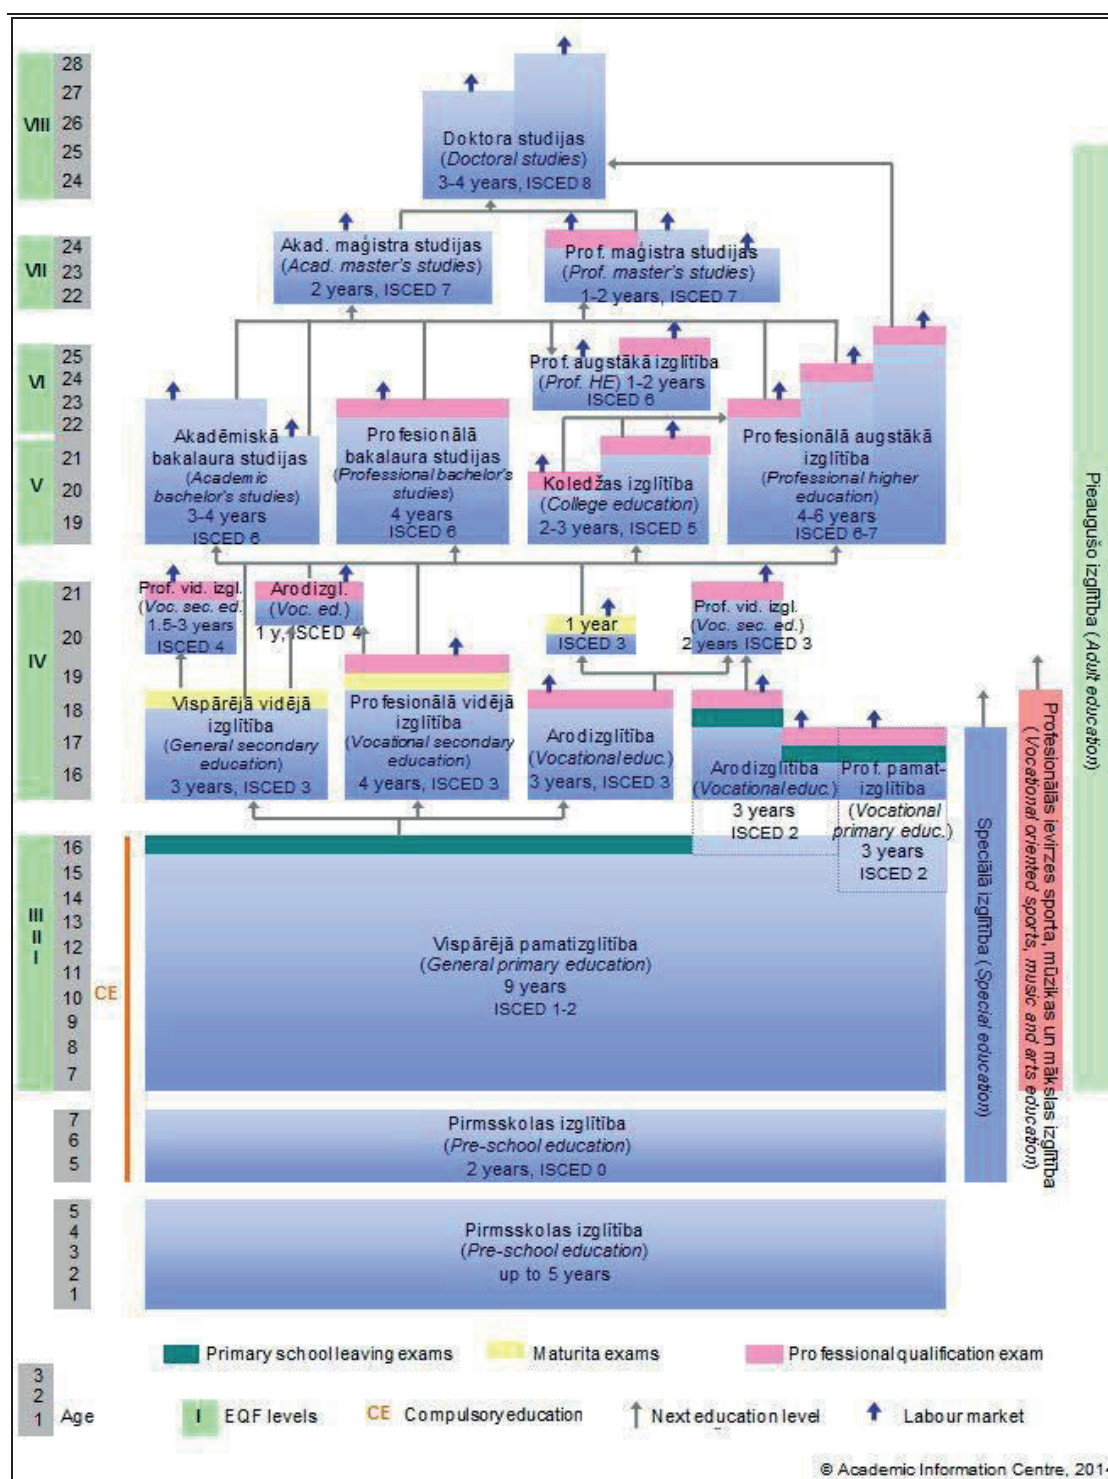 28
27
VIII
26
25
24
Doktora studijas
(Doctoral studies)
3-4 years, ISCED 8
24
VII
23
22
Akad. maģistra studijas
(Acad. master's studies)
2 years, ISCED 7
Prof. maģistra studijas
(Prof. master's studies)
1-2 years, ISCED 7
25
VI
24
23
22
Prof. augstākā izglītība
(Prof. HE) 1-2 years
ISCED 6
V
21
20
19
Akadēmiskā
bakalaura studijas
(Academic
bachelor's studies)
3-4 years
ISCED 6
Profesionālā
bakalaura studijas
(Professional bachelor's
studies)
4 years
ISCED 6
Koledžas izglītība
(College education)
2-3 years, ISCED 5
Profesionālā augstākā
izglītība
(Professional higher
education)
4-6 years
ISCED 6-7
IV
21
20
19
18
17
16
Prof. vid. izgl.
(Voc. sec. ed.)
1.5-3 years
ISCED 4
Arodizgl.
(Voc. ed.)
1 y, ISCED 4
1 year
ISCED 3
Prof. vid. izgl.
(Voc. sec. ed.)
2 years ISCED 3
Vispārējā vidējā
izglītība
(General secondary
education)
3 years, ISCED 3
Profesionālā vidējā
izglītība
(Vocational secondary
education)
4 years, ISCED 3
Arodizglītība
(Vocational educ.)
3 years, ISCED 3
Arodizglītība
(Vocational educ.)
3 years
ISCED 2
Prof. pamat-
izglītība
(Vocational
primary educ.)
3 years
ISCED 2
III
II
I
16
15
14
13
12
11
10
9
8
7
CE
Vispārējā pamatizglītība
(General primary education)
9 years
ISCED 1-2
7
6
5
Pirmsskolas izglītība
(Pre-school education)
2 years, ISCED 0
5
4
3
2
1
Pirmsskolas izglītība
(Pre-school education)
up to 5 years
Speciālā izglītība (Special education)
Profesionālās ievirzes sporta, mūzikas un mākslas izglītība
(Vocational oriented sports, music and arts education)
Pieaugušo izglītība (Adult education)
Primary school leaving exams
Maturita exams
Professional qualification exam
3
2
1
Age
I EQF levels
CE Compulsory education
Next education level
Labour market
© Academic Information Centre, 2014